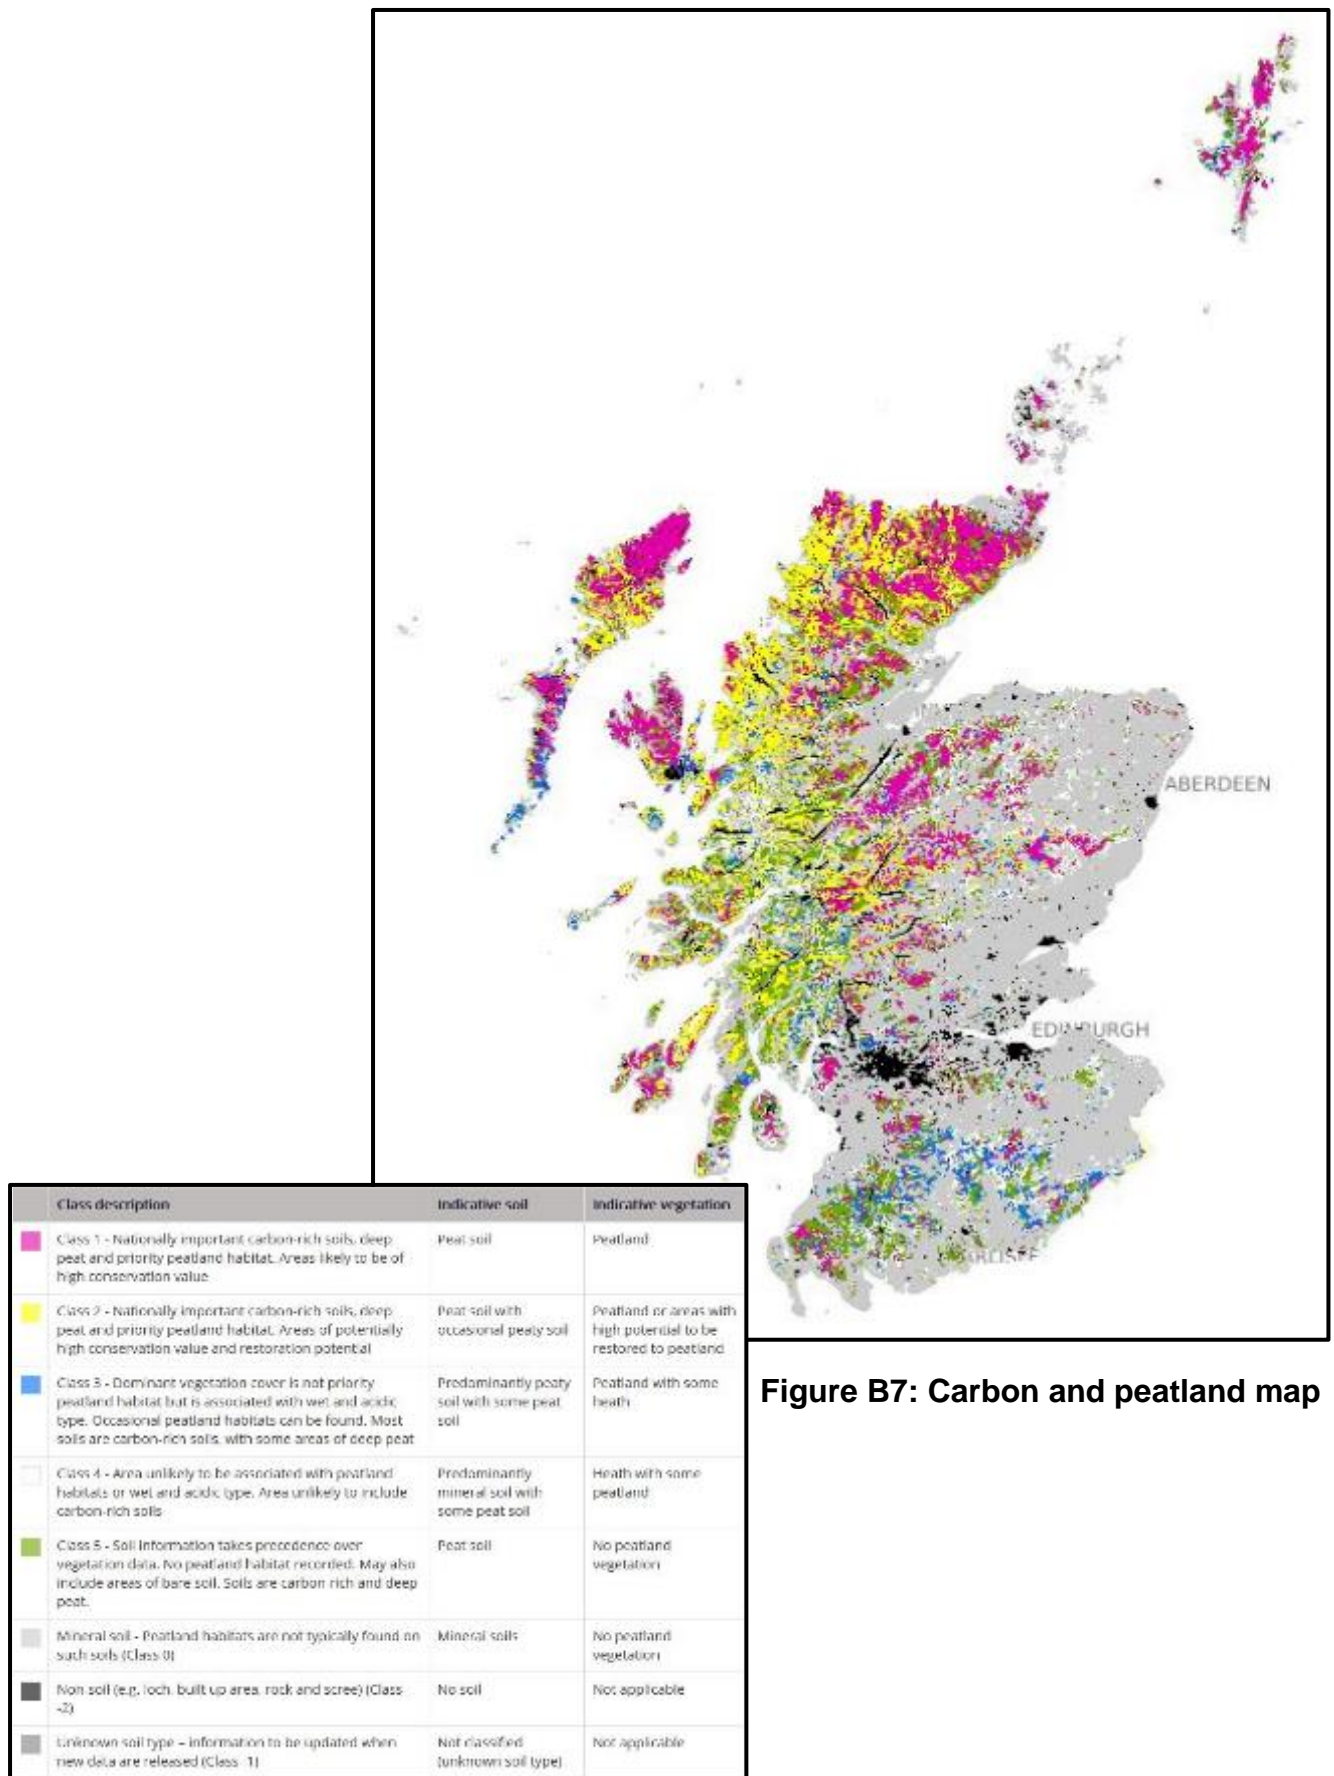 ABERDEEN
EDINBURGH
Class description
Indicative soil
Indicative vegetation
Class 1 - Nationally important carbon-rich soils, deep
peat and priority peatland habitat. Areas likely to be of
high conservation value
Peat soil
Peatland
Class 2 - Nationally important carbon-rich soils, deep
peat and priority peatland habitat. Areas of potentially
high conservation value and restoration potential
Peat soil with
occasional peaty soil
Peatland or areas with
high potential to be
restored to peatland
Class 3 - Dominant vegetation cover is not priority
peatland habitat but is associated with wet and acidic
type. Occasional peatland habitats can be found. Most
soils are carbon-rich soils, with some areas of deep peat
Predominantly peaty
soil with some peat
soil
Peatland with some
heath
Class 4 - Area unlikely to be associated with peatland
habitats or wet and acidic type. Area unlikely to include
carbon-rich soils
Predominantly
mineral soil with
some peat soil
Heath with some
peatland
Class 5 - Soil information takes precedence over
vegetation data. No peatland habitat recorded. May also
include areas of bare soil. Soils are carbon rich and deep
peat.
Peat soil
No peatland
vegetation
Mineral soil - Peatland habitats are not typically found on
such soils (Class 0)
Mineral soils
No peatland
vegetation
Non soil (e.g. loch, built up area, rock and scree) (Class
-2)
No soil
Not applicable
Unknown soil type – information to be updated when
new data are released (Class -1)
Not classified
(unknown soil type)
Not applicable
Figure B7: Carbon and peatland map